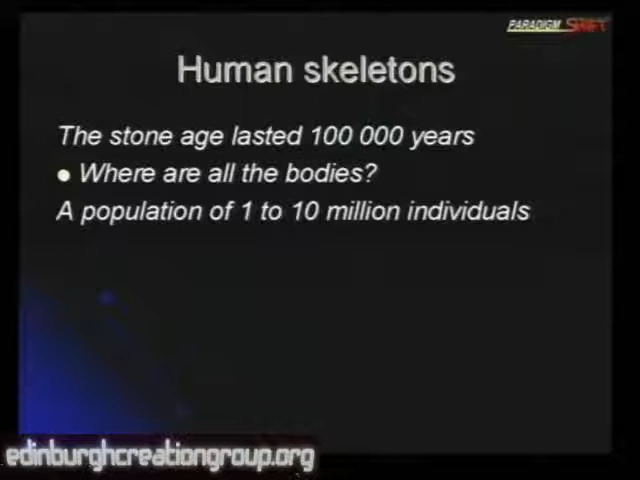 PARADIGM SHIFT
Human skeletons
The stone age lasted 100 000 years
Where are all the bodies?
A population of 1 to 10 million individuals
edinburghcreationgroup.org